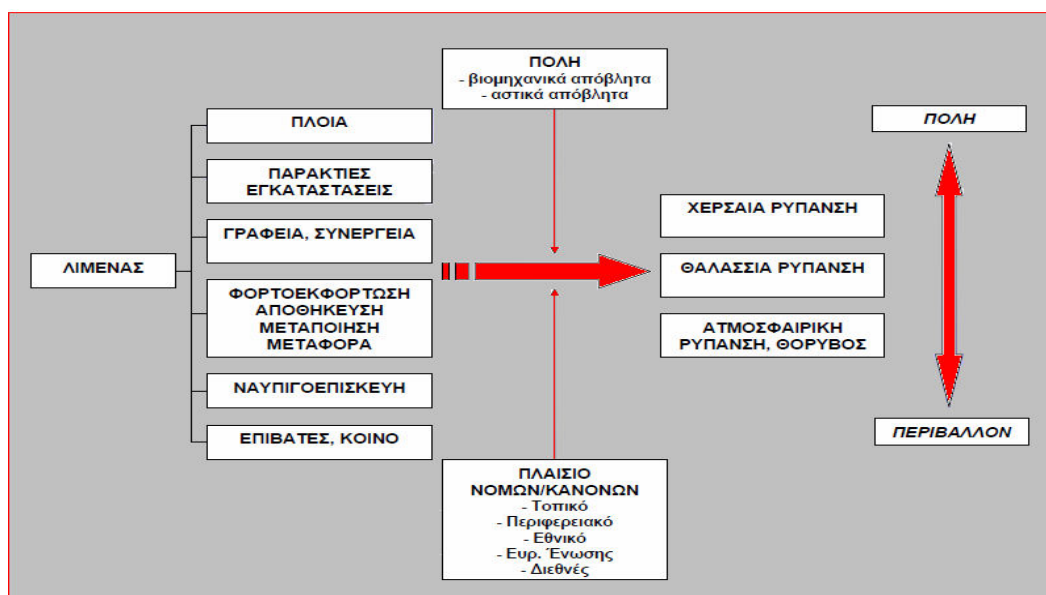 ΛΙΜΕΝΑΣ
ΠΛΟΙΑ
ΠΑΡΑΚΤΙΕΣ
ΕΓΚΑΤΑΣΤΑΣΕΙΣ
ΓΡΑΦΕΙΑ, ΣΥΝΕΡΓΕΙΑ
ΦΟΡΤΟΕΚΦΟΡΤΩΣΗ
ΑΠΟΘΗΚΕΥΣΗ
ΜΕΤΑΠΟΙΗΣΗ
ΜΕΤΑΦΟΡΑ
ΝΑΥΠΙΓΟΕΠΙΣΚΕΥΗ
ΕΠΙΒΑΤΕΣ, ΚΟΙΝΟ
ΠΟΛΗ
- βιομηχανικά απόβλητα
- αστικά απόβλητα
ΠΛΑΙΣΙΟ
ΝΟΜΩΝ/ΚΑΝΟΝΩΝ
- Τοπικό
- Περιφερειακό
- Εθνικό
- Ευρ. Ένωσης
- Διεθνές
ΧΕΡΣΑΙΑ ΡΥΠΑΝΣΗ
ΘΑΛΑΣΣΙΑ ΡΥΠΑΝΣΗ
ΑΤΜΟΣΦΑΙΡΙΚΗ
ΡΥΠΑΝΣΗ, ΘΟΡΥΒΟΣ
ΠΟΛΗ
ΠΕΡΙΒΑΛΛΟΝ